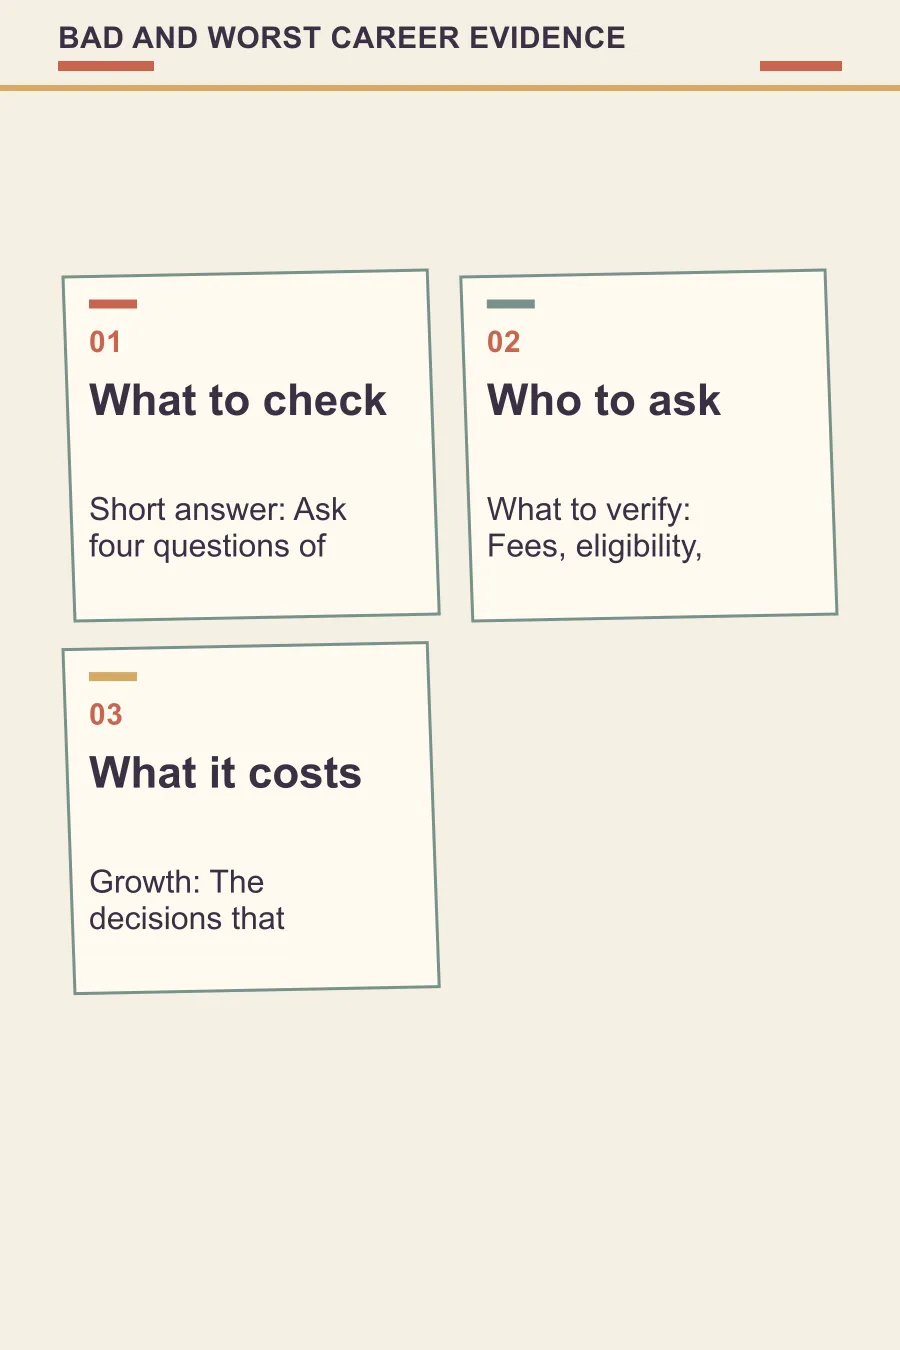 BAD AND WORST CAREER EVIDENCE
01
What to check
Short answer: Ask
four questions of
02
Who to ask
What to verify:
Fees, eligibility,
03
What it costs
Growth: The
decisions that